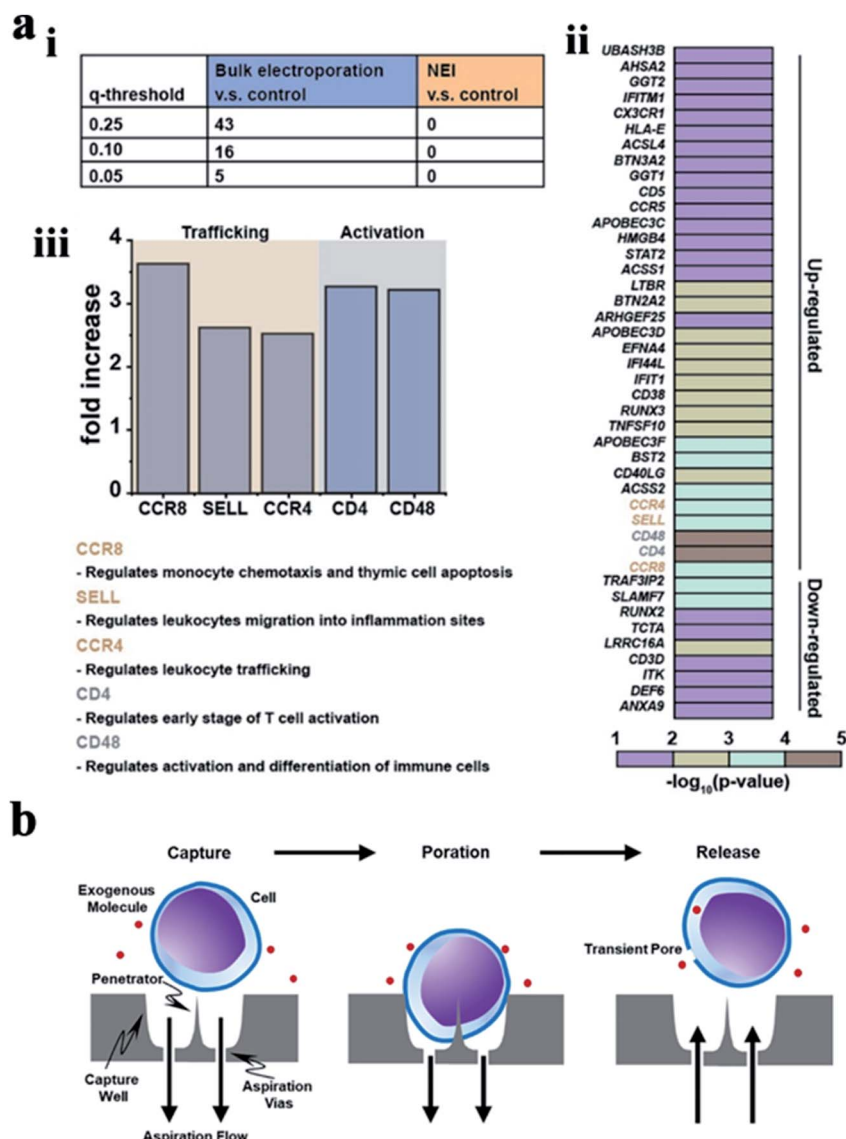 a
i
q-threshold
Bulk electroporation
v.s. control
NEI
v.s. control
0.25 43 0
0.10 16 0
0.05 5 0
ii
UBASH3B
AHSA2
GGT2
IFITM1
CX3CR1
HLA-E
ACSL4
BTN3A2
GGT1
CD5
CCR5
APOBEC3C
HMGB4
STAT2
ACSS1
LTBR
BTN2A2
ARHGEF25
APOBEC3D
EFNA4
IFI44L
IFIT1
CD38
RUNX3
TNFSF10
APOBEC3F
BST2
CD40LG
ACSS2
CCR4
SELL
CD48
CD4
CCR8
TRAF3IP2
SLAMF7
RUNX2
TCTA
LRRC16A
CD3D
ITK
DEF6
ANXA9
Up-regulated
Down-regulated
1 2 3 4 5
-log10(p-value)
iii
Trafficking Activation
fold increase
4
3
2
1
0
CCR8 SELL CCR4 CD4 CD48
CCR8
- Regulates monocyte chemotaxis and thymic cell apoptosis
SELL
- Regulates leukocytes migration into inflammation sites
CCR4
- Regulates leukocyte trafficking
CD4
- Regulates early stage of T cell activation
CD48
- Regulates activation and differentiation of immune cells
b
Capture Poration Release
Exogenous
Molecule
Cell
Penetrator
Transient Pore
Capture
Well
Aspiration
Vias
Aspiration Flow